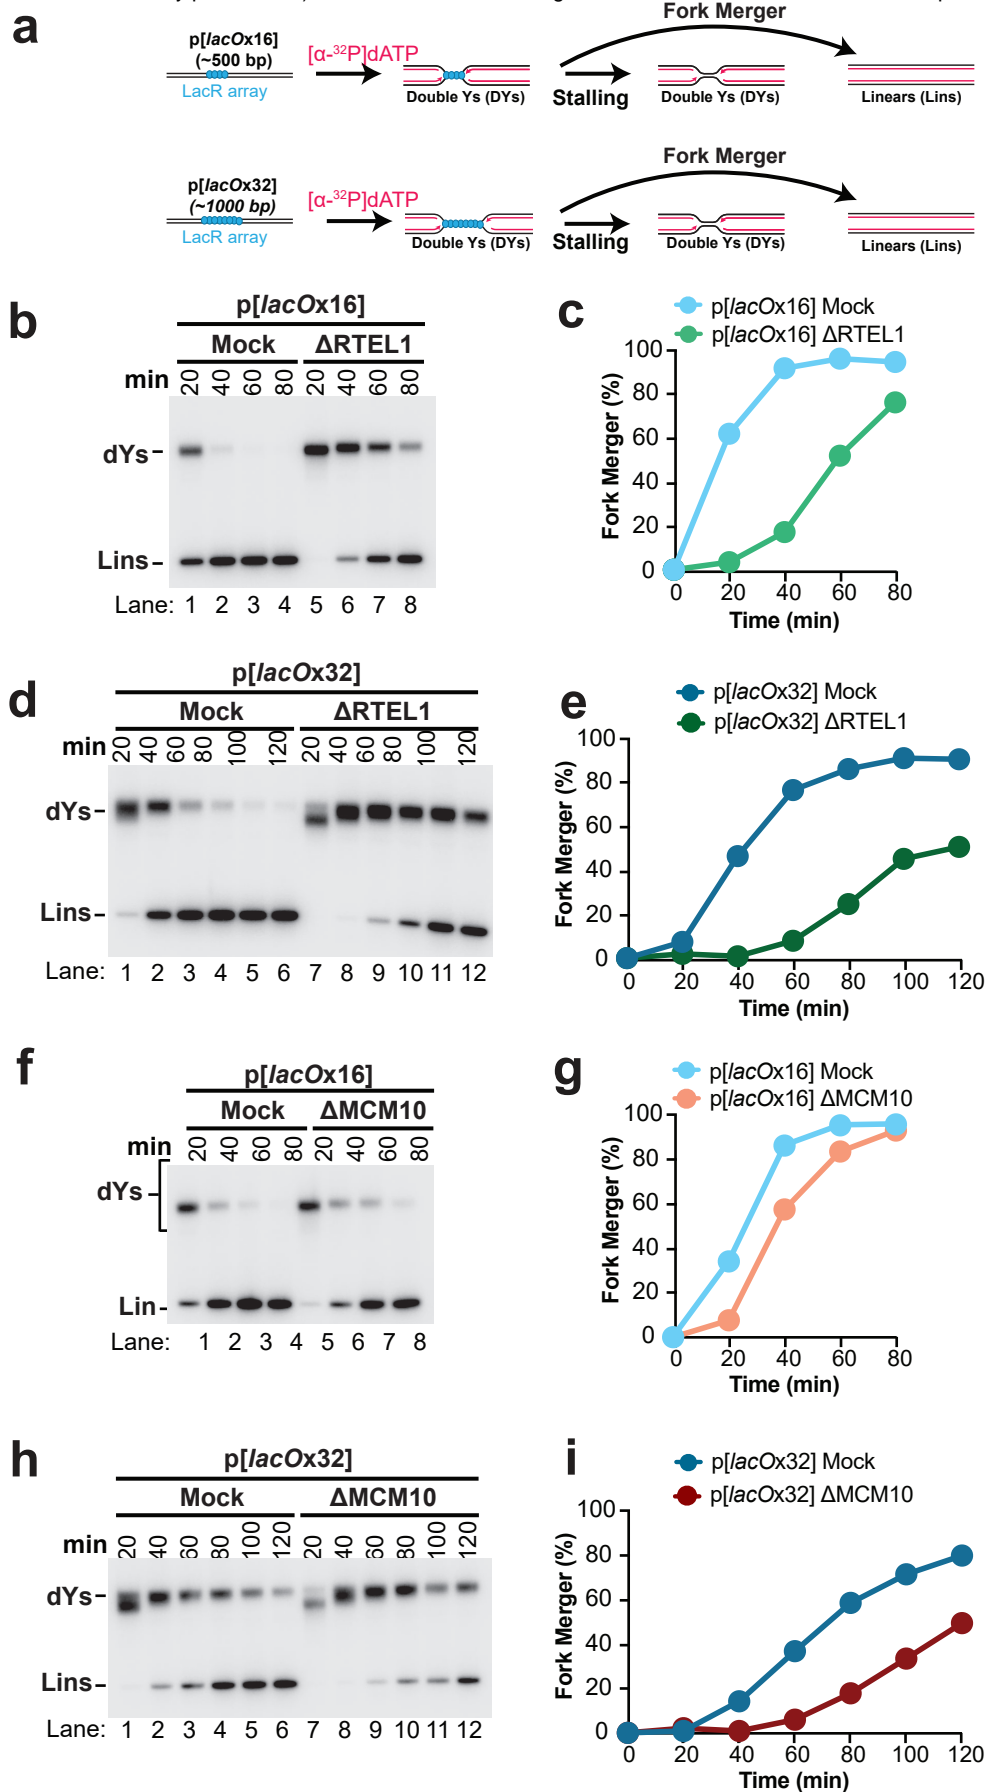 a
Fork Merger
p[lacOx16]
(~500 bp)
[α-³²P]dATP
LacR array
Double Ys (DYs)
Stalling
Double Ys (DYs)
Linears (Lins)
Fork Merger
p[lacOx32]
(~1000 bp)
[α-³²P]dATP
LacR array
Double Ys (DYs)
Stalling
Double Ys (DYs)
Linears (Lins)
b
p[lacOx16]
Mock ΔRTEL1
min 20 40 60 80 20 40 60 80
dYs
Lins
Lane: 1 2 3 4 5 6 7 8
c
p[lacOx16] Mock
p[lacOx16] ΔRTEL1
Fork Merger (%)
100
80
60
40
20
0
0 20 40 60 80
Time (min)
d
p[lacOx32]
Mock ΔRTEL1
min 20 40 60 80 100 120 20 40 60 80 100 120
dYs
Lins
Lane: 1 2 3 4 5 6 7 8 9 10 11 12
e
p[lacOx32] Mock
p[lacOx32] ΔRTEL1
Fork Merger (%)
100
80
60
40
20
0
0 20 40 60 80 100 120
Time (min)
f
p[lacOx16]
Mock ΔMCM10
min 20 40 60 80 20 40 60 80
dYs
Lin
Lane: 1 2 3 4 5 6 7 8
g
p[lacOx16] Mock
p[lacOx16] ΔMCM10
Fork Merger (%)
100
80
60
40
20
0
0 20 40 60 80
Time (min)
h
p[lacOx32]
Mock ΔMCM10
min 20 40 60 80 100 120 20 40 60 80 100 120
dYs
Lins
Lane: 1 2 3 4 5 6 7 8 9 10 11 12
i
p[lacOx32] Mock
p[lacOx32] ΔMCM10
Fork Merger (%)
100
80
60
40
20
0
0 20 40 60 80 100 120
Time (min)